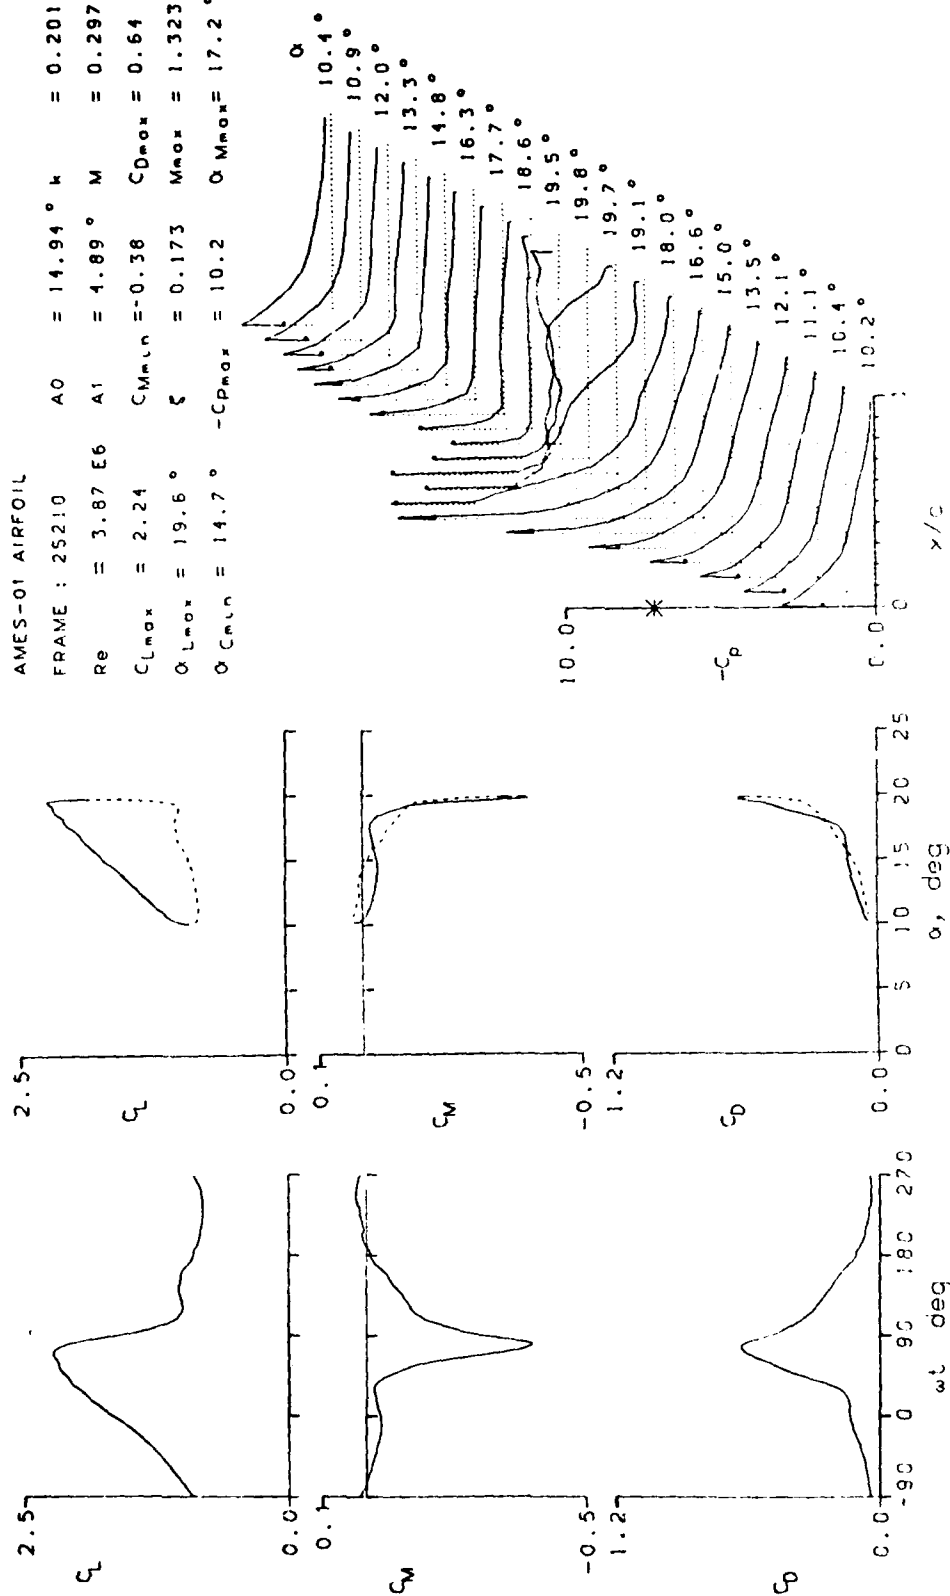 AMES-01 AIRFOIL
FRAME : 25210 A0 = 14.94 ° k = 0.201
Re = 3.87 E6 A1 = 4.89 ° M = 0.297
CLmax = 2.24 CMmin =-0.38 CDmax = 0.64
αLmax = 19.6 ° ζ = 0.173 Mmax = 1.323
αCmin = 14.7 ° -CPmax = 10.2 αMmax= 17.2 °
2.5
CL
0.0
0.1
CM
-0.5
1.2
CD
0.0
-90 0 90 180 270
ωt deg
2.5
CL
0.0
0.1
CM
-0.5
1.2
CD
0.0
0 5 10 15 20 25
α, deg
α
10.4 °
10.9 °
12.0 °
13.3 °
14.8 °
16.3 °
17.7 °
18.6 °
19.5 °
19.8 °
19.7 °
19.1 °
18.0 °
16.6 °
15.0 °
13.5 °
12.1 °
11.1 °
10.4 °
10.2 °
10.0
-CP
0.0
0 1
x/c